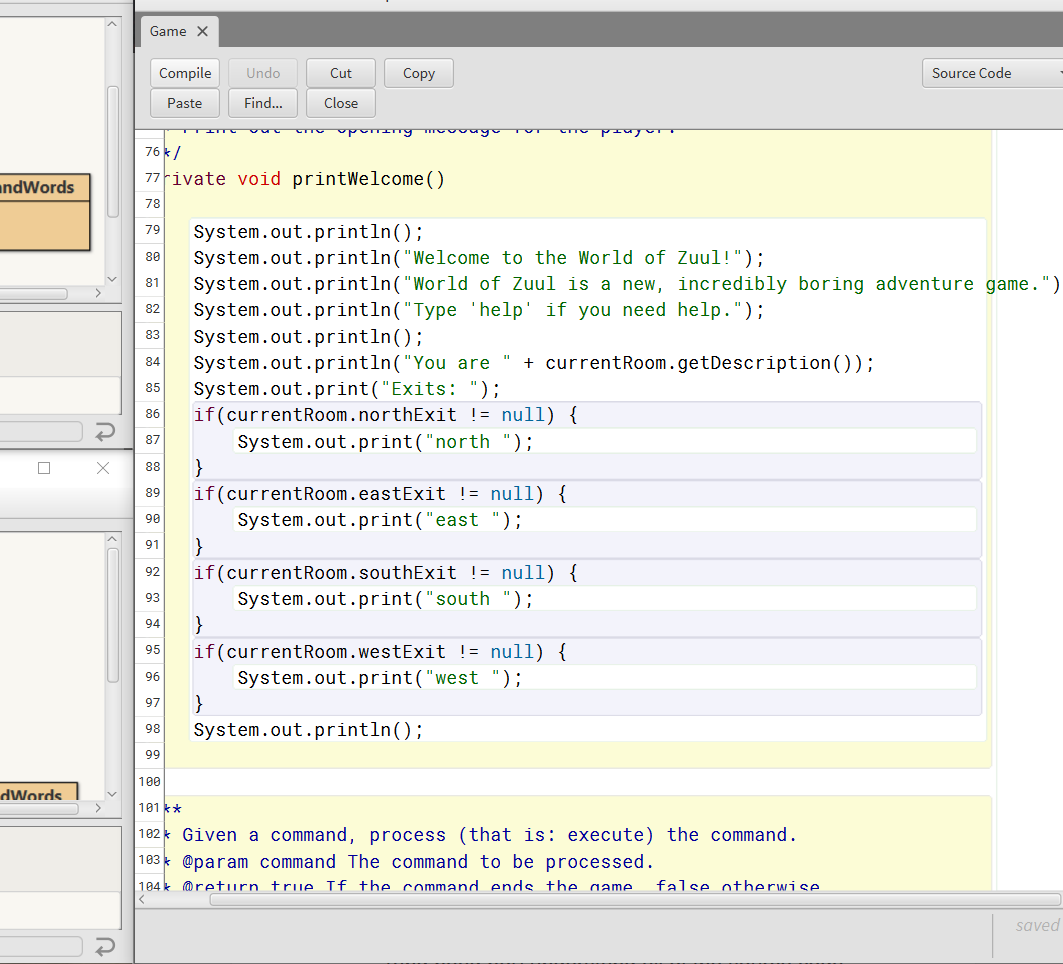 Game
Compile Undo Cut Copy Source Code
Paste Find... Close
Print out the opening message for the player.
76 */
77 rivate void printWelcome()
78
79 System.out.println();
80 System.out.println("Welcome to the World of Zuul!");
81 System.out.println("World of Zuul is a new, incredibly boring adventure game.")
82 System.out.println("Type 'help' if you need help.");
83 System.out.println();
84 System.out.println("You are " + currentRoom.getDescription());
85 System.out.print("Exits: ");
86 if(currentRoom.northExit != null) {
87 System.out.print("north ");
88 }
89 if(currentRoom.eastExit != null) {
90 System.out.print("east ");
91 }
92 if(currentRoom.southExit != null) {
93 System.out.print("south ");
94 }
95 if(currentRoom.westExit != null) {
96 System.out.print("west ");
97 }
98 System.out.println();
99
100
101 **
102 * Given a command, process (that is: execute) the command.
103 * @param command The command to be processed.
104 * @return true If the command ends the game, false otherwise
saved
andWords
dWords